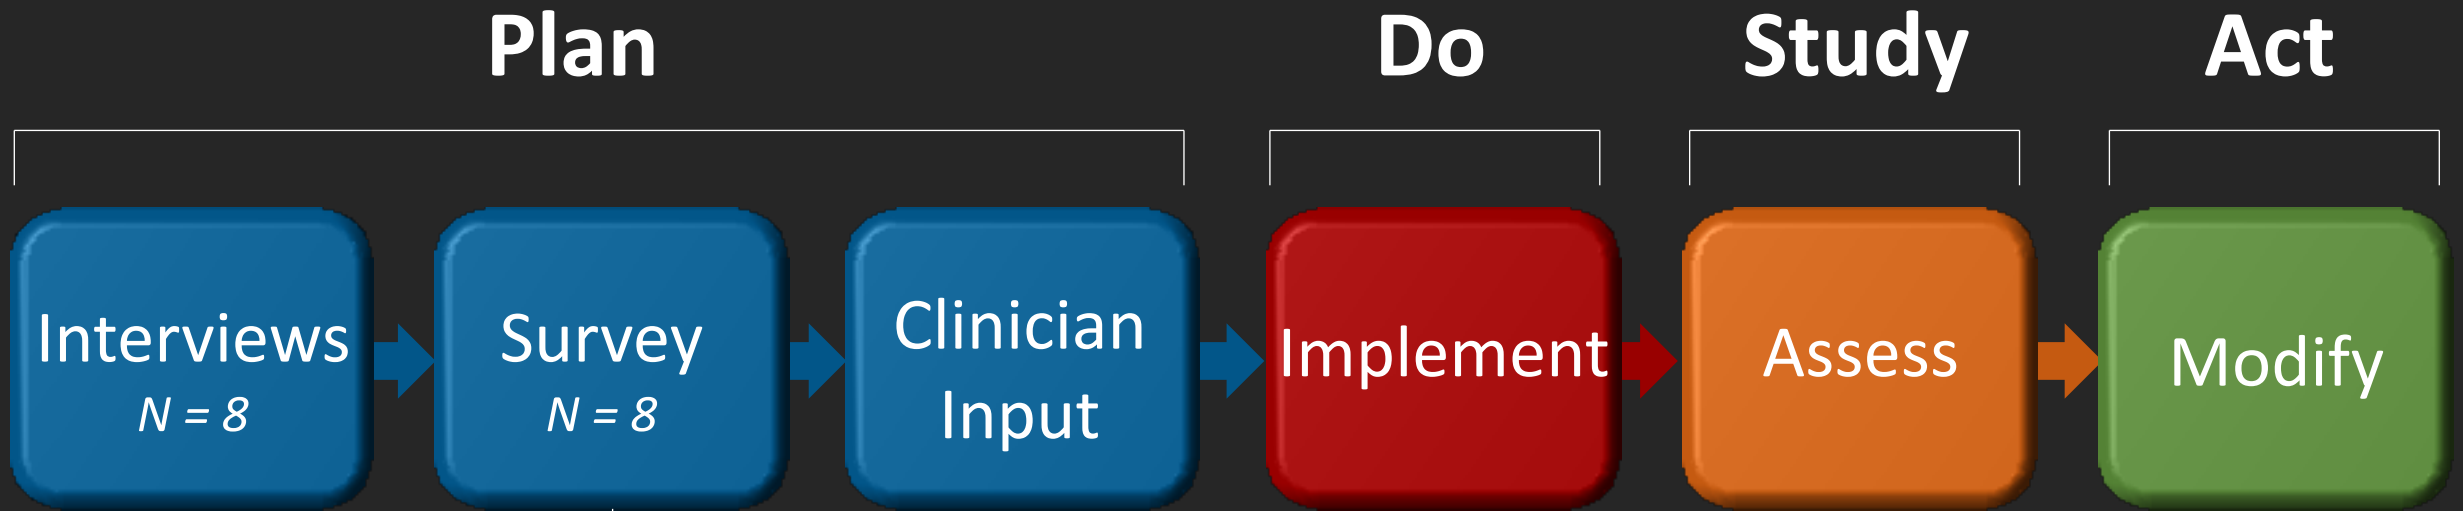 Plan
Do
Study
Act
Interviews
N = 8
Survey
N = 8
Clinician
Input
Implement
Assess
Modify